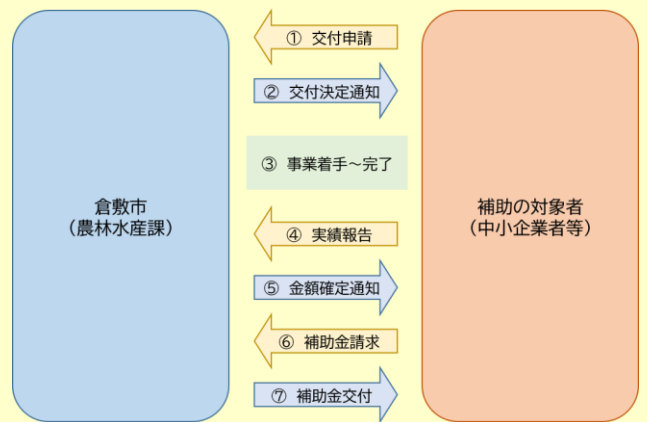 ① 交付申請
② 交付決定通知
③ 事業着手～完了
倉敷市
（農林水産課）
補助の対象者
（中小企業者等）
④ 実績報告
⑤ 金額確定通知
⑥ 補助金請求
⑦ 補助金交付